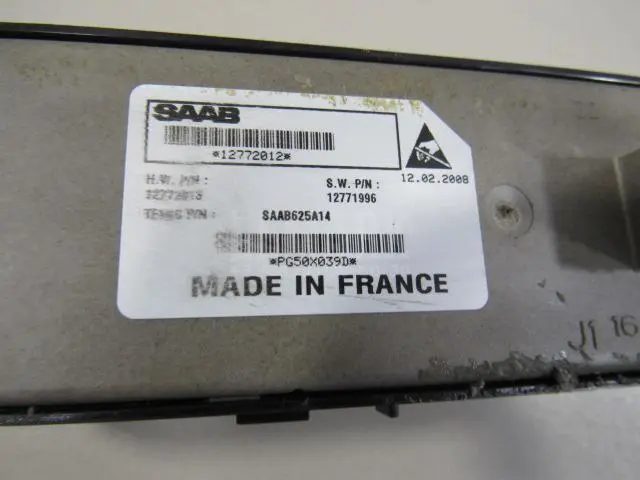 SAAB
*12772012*
12.02.2008
H.W. P/N :
S.W. P/N :
12771996
P/N :
SAAB625A14
*PG50X039D*
MADE IN FRANCE
J1 16